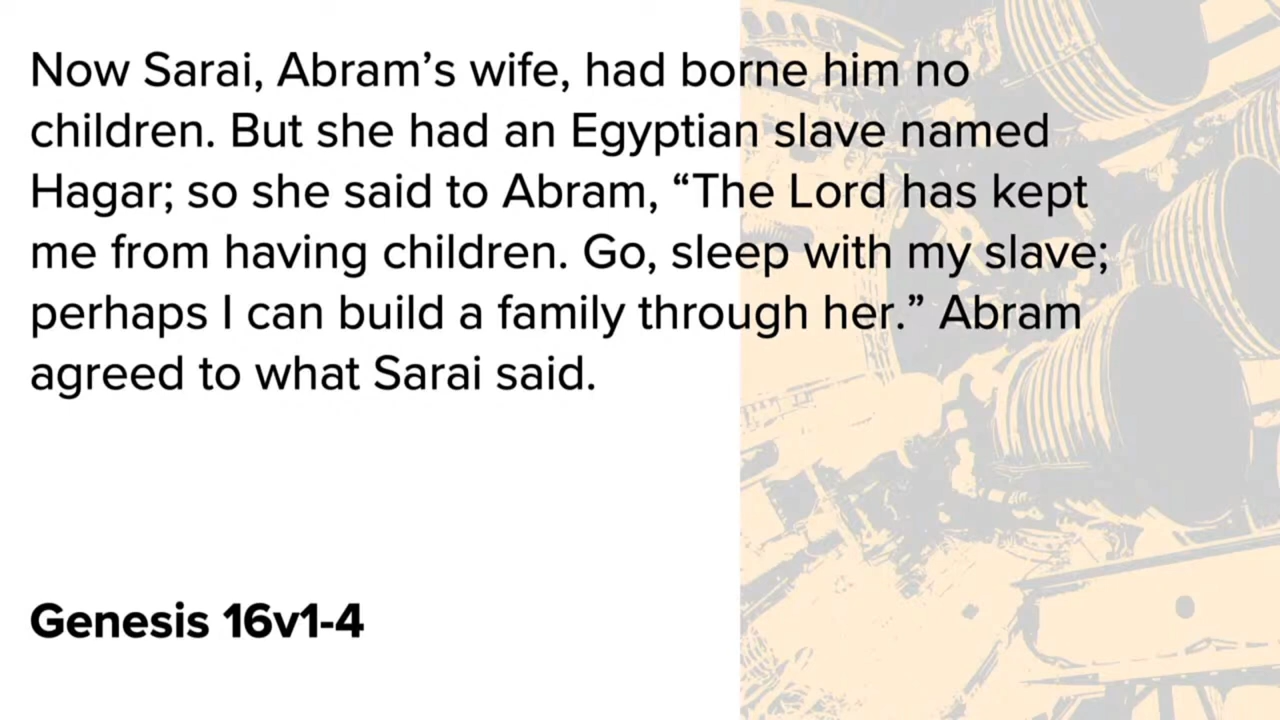 Now Sarai, Abram’s wife, had borne him no
children. But she had an Egyptian slave named
Hagar; so she said to Abram, “The Lord has kept
me from having children. Go, sleep with my slave;
perhaps I can build a family through her.” Abram
agreed to what Sarai said.
Genesis 16v1-4